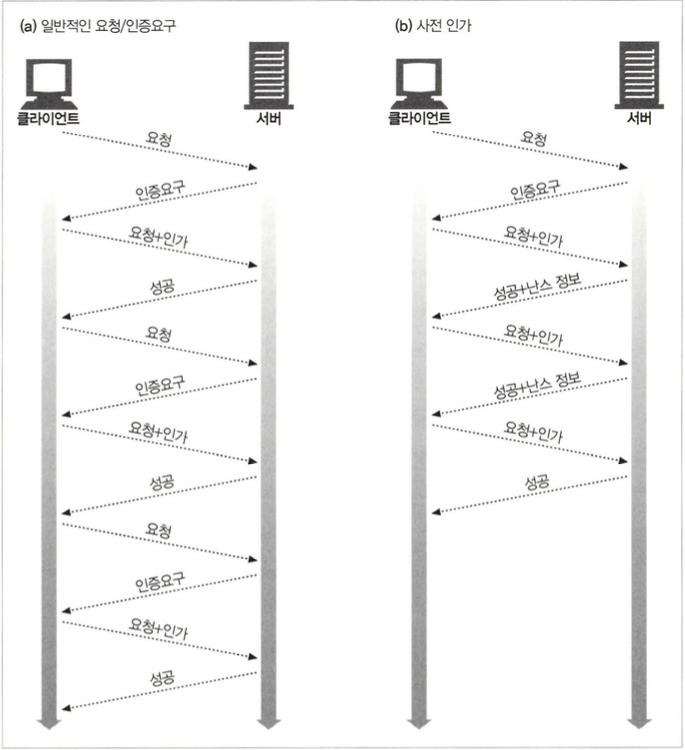 (a) 일반적인 요청/인증요구
클라이언트
서버
요청
인증요구
요청+인가
성공
요청
인증요구
요청+인가
성공
요청
인증요구
요청+인가
성공
(b) 사전 인가
클라이언트
서버
요청
인증요구
요청+인가
성공+난스 정보
요청+인가
성공+난스 정보
요청+인가
성공